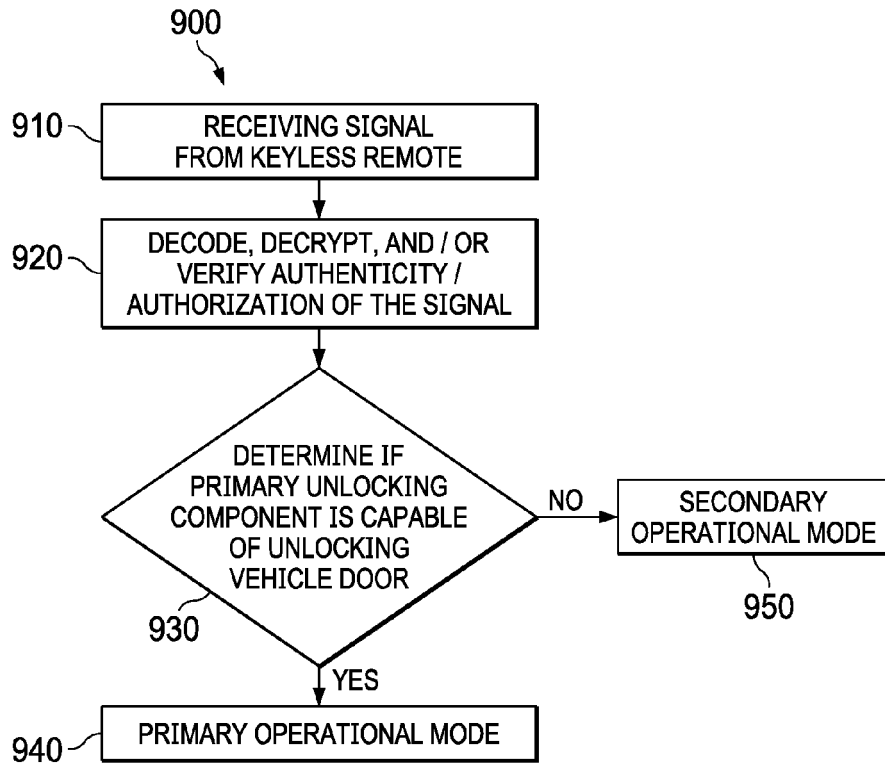 900
910
RECEIVING SIGNAL
FROM KEYLESS REMOTE
920
DECODE, DECRYPT, AND / OR
VERIFY AUTHENTICITY /
AUTHORIZATION OF THE SIGNAL
DETERMINE IF
PRIMARY UNLOCKING
COMPONENT IS CAPABLE
OF UNLOCKING
VEHICLE DOOR
930
NO
SECONDARY
OPERATIONAL MODE
950
YES
940
PRIMARY OPERATIONAL MODE